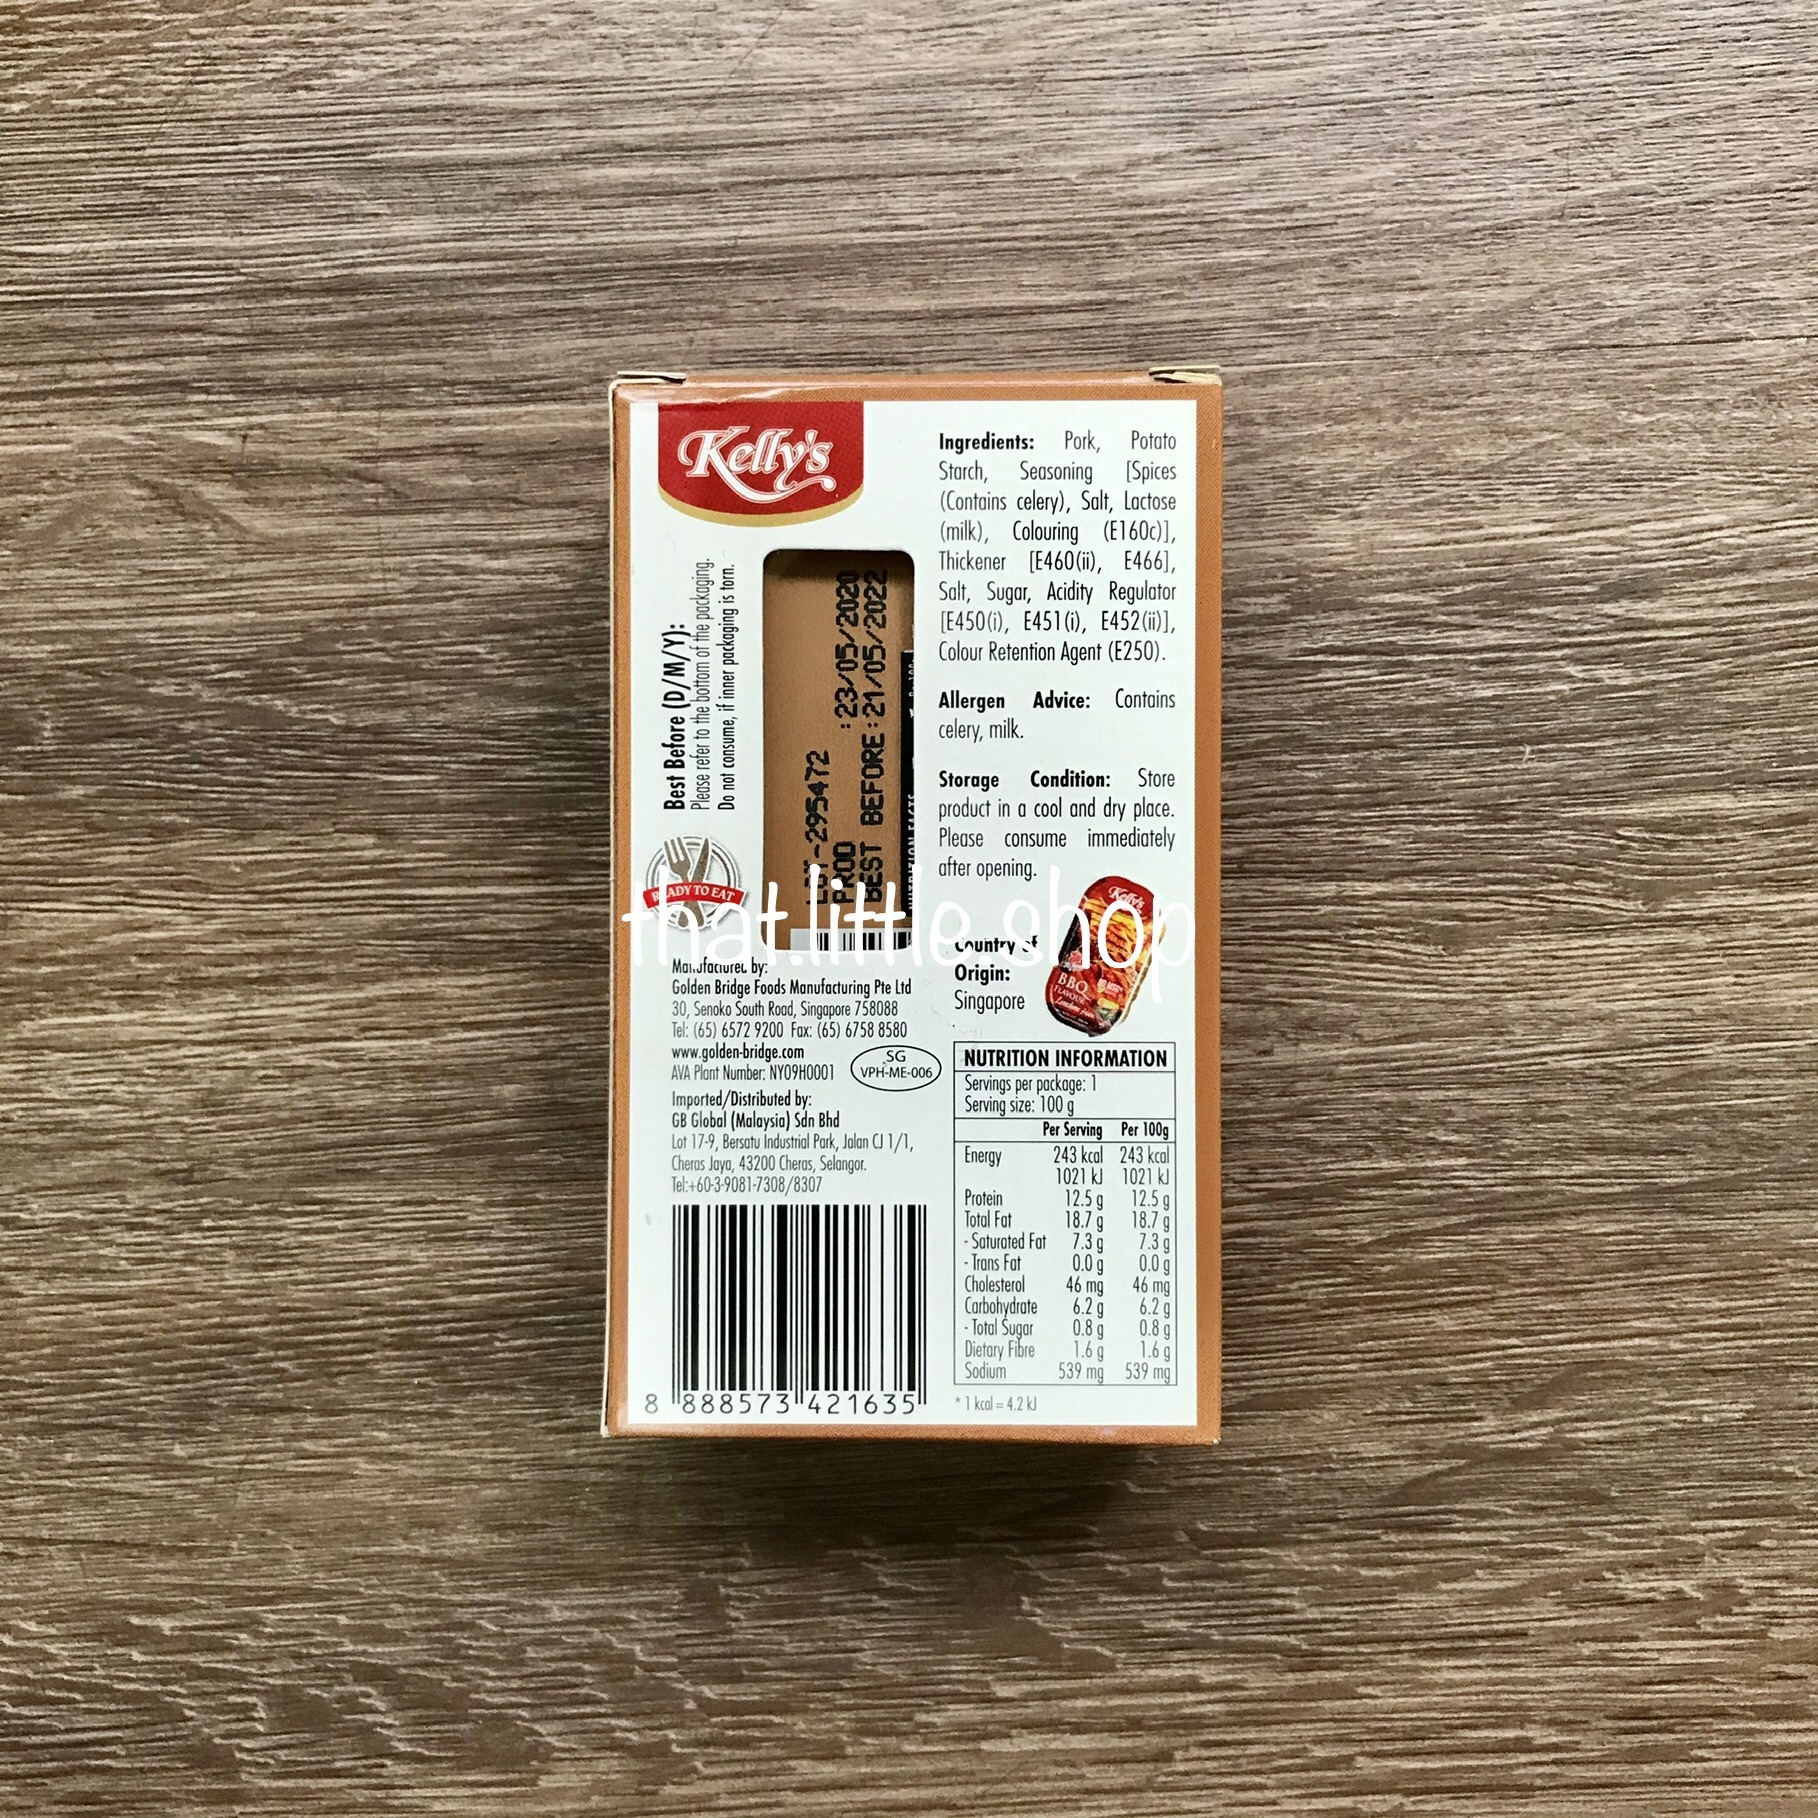 Kelly's
Best Before (D/M/Y):
Please refer to the bottom of the packaging.
Do not consume, if inner packaging is torn.
LOT-295472
PROD :23/05/2020
BEST BEFORE:21/05/2022
NUTRITION FACTS
READY TO EAT
that.little.shop
Manufactured by:
Golden Bridge Foods Manufacturing Pte Ltd
30, Senoko South Road, Singapore 758088
Tel: (65) 6572 9200 Fax: (65) 6758 8580
www.golden-bridge.com
AVA Plant Number: NY09H0001
SG
VPH-ME-006
Imported/Distributed by:
GB Global (Malaysia) Sdn Bhd
Lot 17-9, Bersatu Industrial Park, Jalan CJ 1/1,
Cheras Jaya, 43200 Cheras, Selangor.
Tel:+60-3-9081-7308/8307
8 888573 421635
Ingredients: Pork, Potato
Starch, Seasoning [Spices
(Contains celery), Salt, Lactose
(milk), Colouring (E160c)],
Thickener [E460(ii), E466],
Salt, Sugar, Acidity Regulator
[E450(i), E451(i), E452(ii)],
Colour Retention Agent (E250).
Allergen Advice: Contains
celery, milk.
Storage Condition: Store
product in a cool and dry place.
Please consume immediately
after opening.
Country of
Origin:
Singapore
Kelly's
BBQ
FLAVOUR
NUTRITION INFORMATION
Servings per package: 1
Serving size: 100 g
Per Serving Per 100g
Energy 243 kcal 243 kcal
1021 kJ 1021 kJ
Protein 12.5 g 12.5 g
Total Fat 18.7 g 18.7 g
- Saturated Fat 7.3 g 7.3 g
- Trans Fat 0.0 g 0.0 g
Cholesterol 46 mg 46 mg
Carbohydrate 6.2 g 6.2 g
- Total Sugar 0.8 g 0.8 g
Dietary Fibre 1.6 g 1.6 g
Sodium 539 mg 539 mg
* 1 kcal = 4.2 kJ